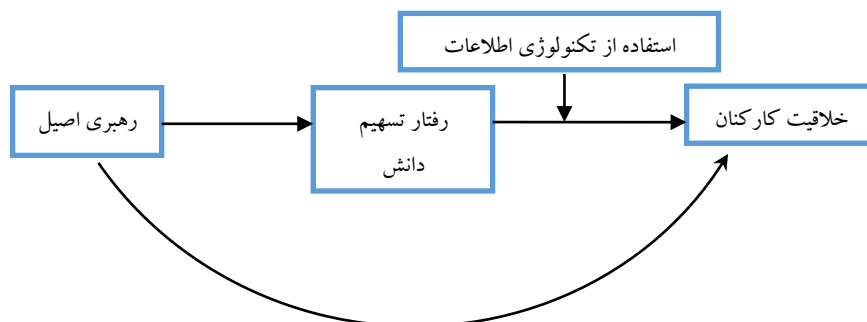 استفاده از تکنولوژی اطلاعات
رهبری اصیل
رفتار تسهیم
دانش
خلاقیت کارکنان